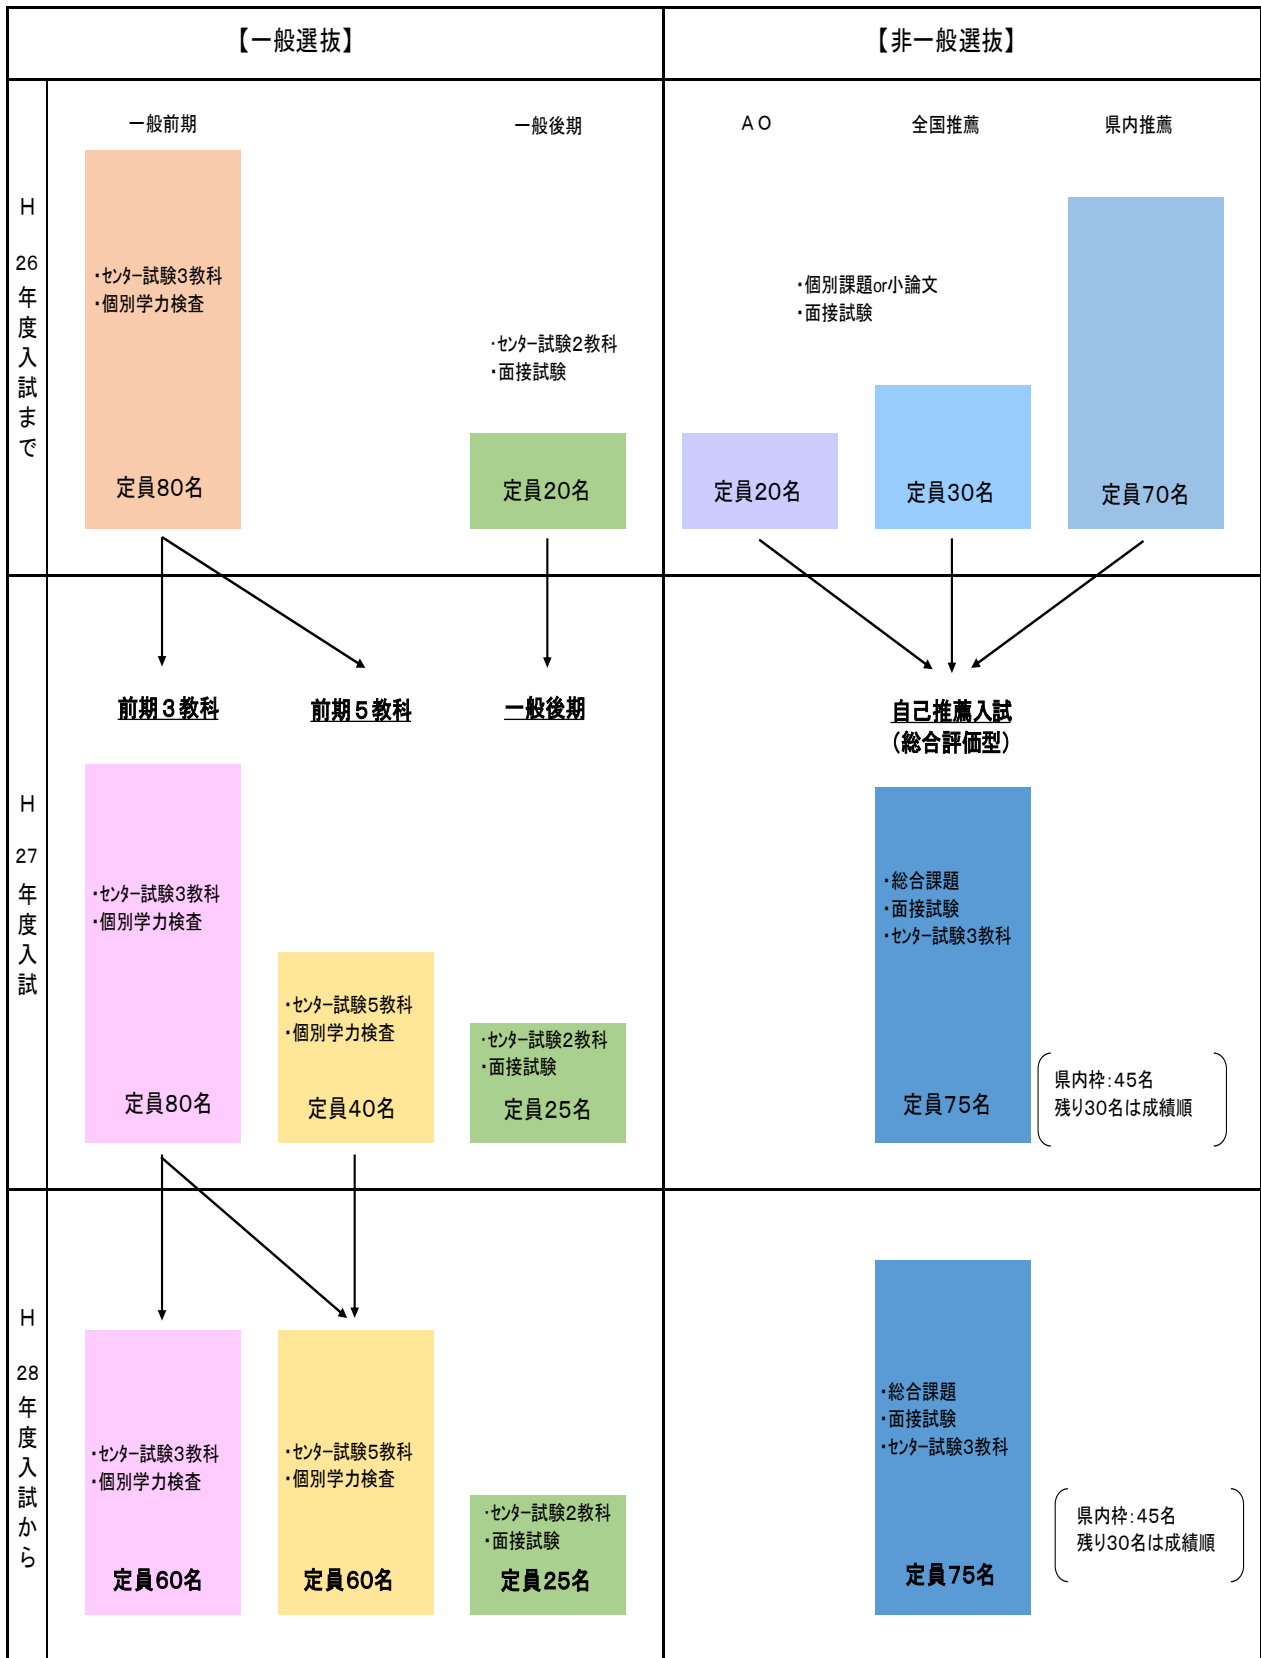 【一般選抜】
【非一般選抜】
H
26
年
度
入
試
ま
で
一般前期
一般後期
AO
全国推薦
県内推薦
・センター試験3教科
・個別学力検査
定員80名
・センター試験2教科
・面接試験
定員20名
・個別課題or小論文
・面接試験
定員20名
定員30名
定員70名
H
27
年
度
入
試
前期3教科
前期5教科
一般後期
自己推薦入試
（総合評価型）
・センター試験3教科
・個別学力検査
定員80名
・センター試験5教科
・個別学力検査
定員40名
・センター試験2教科
・面接試験
定員25名
・総合課題
・面接試験
・センター試験3教科
定員75名
県内枠：45名
残り30名は成績順
H
28
年
度
入
試
か
ら
・センター試験3教科
・個別学力検査
定員60名
・センター試験5教科
・個別学力検査
定員60名
・センター試験2教科
・面接試験
定員25名
・総合課題
・面接試験
・センター試験3教科
定員75名
県内枠：45名
残り30名は成績順